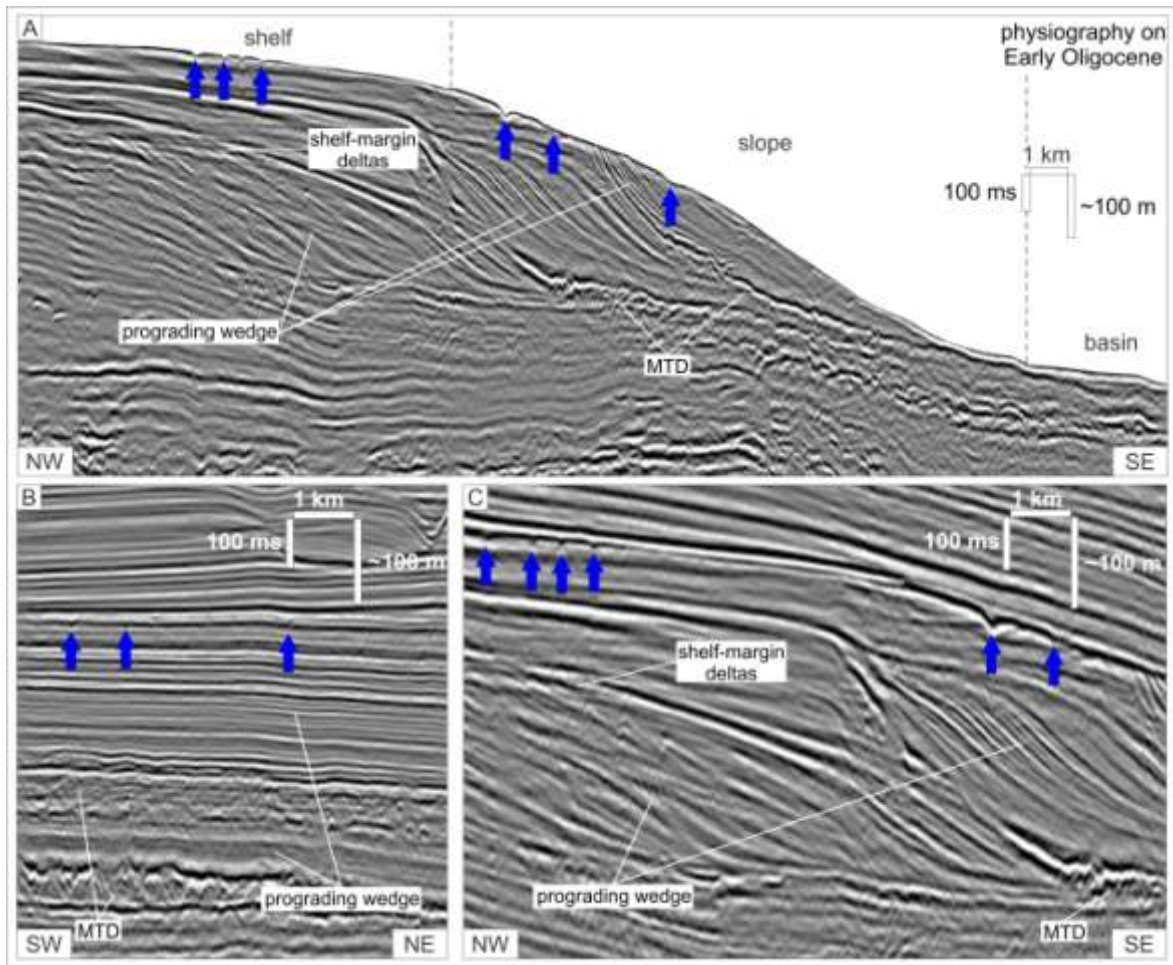 A
shelf
physiography on
Early Oligocene
shelf-margin
deltas
slope
1 km
100 ms
~100 m
prograding wedge
MTD
basin
NW
SE
B
1 km
100 ms
~100 m
prograding wedge
MTD
SW
NE
C
1 km
100 ms
~100 m
shelf-margin
deltas
prograding wedge
MTD
NW
SE